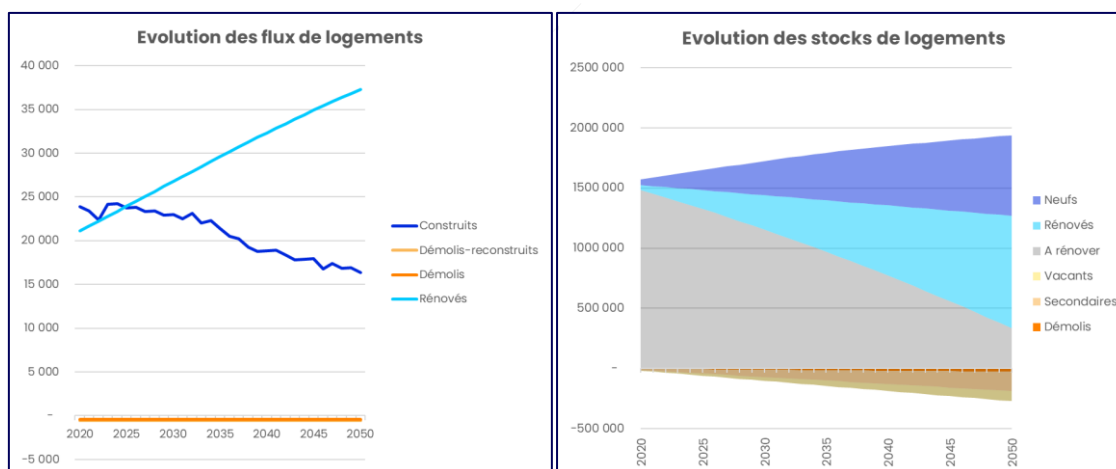 Evolution des flux de logements
40 000
35 000
30 000
25 000
20 000
15 000
10 000
5 000
-
-5 000
2020
2025
2030
2035
2040
2045
2050
Construits
Démolis-reconstruits
Démolis
Rénovés
Evolution des stocks de logements
2500 000
2000 000
1500 000
1000 000
500 000
-
-500 000
2020
2025
2030
2035
2040
2045
2050
Neufs
Rénovés
A rénover
Vacants
Secondaires
Démolis